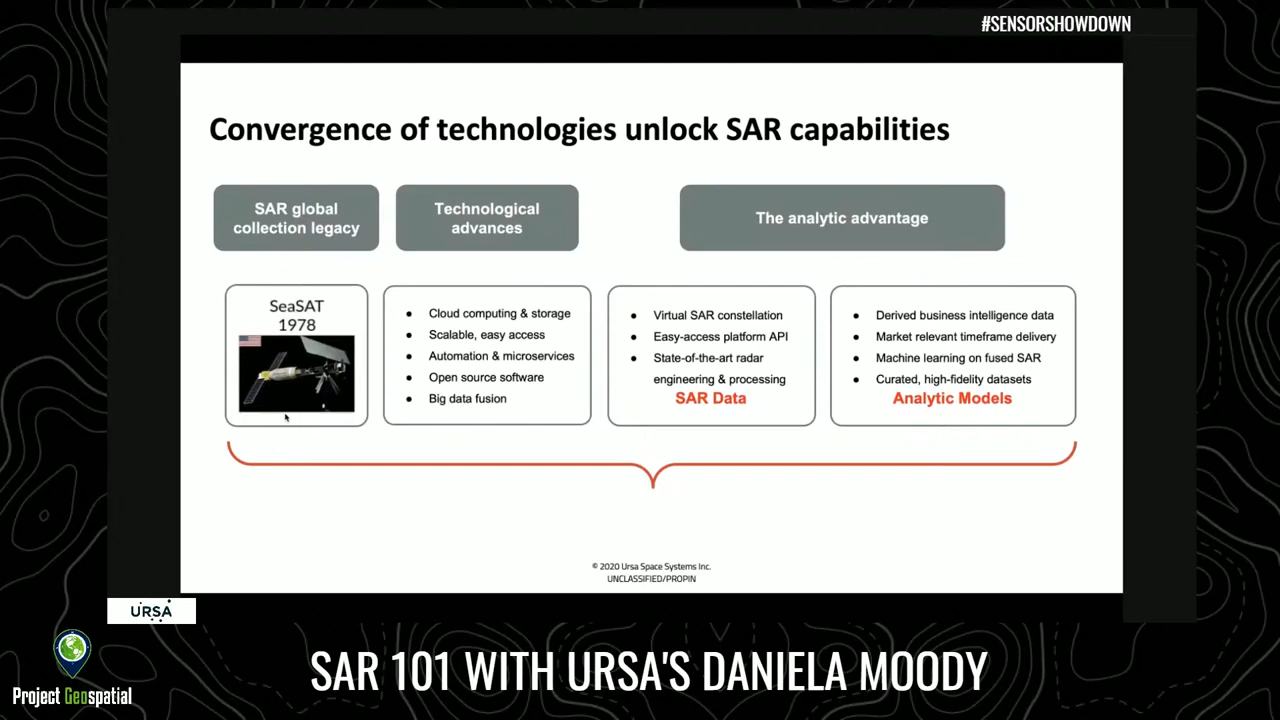 #SENSORSHOWDOWN
Convergence of technologies unlock SAR capabilities
SAR global
collection legacy
Technological
advances
The analytic advantage
SeaSAT
1978
● Cloud computing & storage
● Scalable, easy access
● Automation & microservices
● Open source software
● Big data fusion
● Virtual SAR constellation
● Easy-access platform API
● State-of-the-art radar
engineering & processing
SAR Data
● Derived business intelligence data
● Market relevant timeframe delivery
● Machine learning on fused SAR
● Curated, high-fidelity datasets
Analytic Models
© 2020 Ursa Space Systems Inc.
UNCLASSIFIED/PROPIN
URSA
SAR 101 WITH URSA'S DANIELA MOODY
Project Geospatial